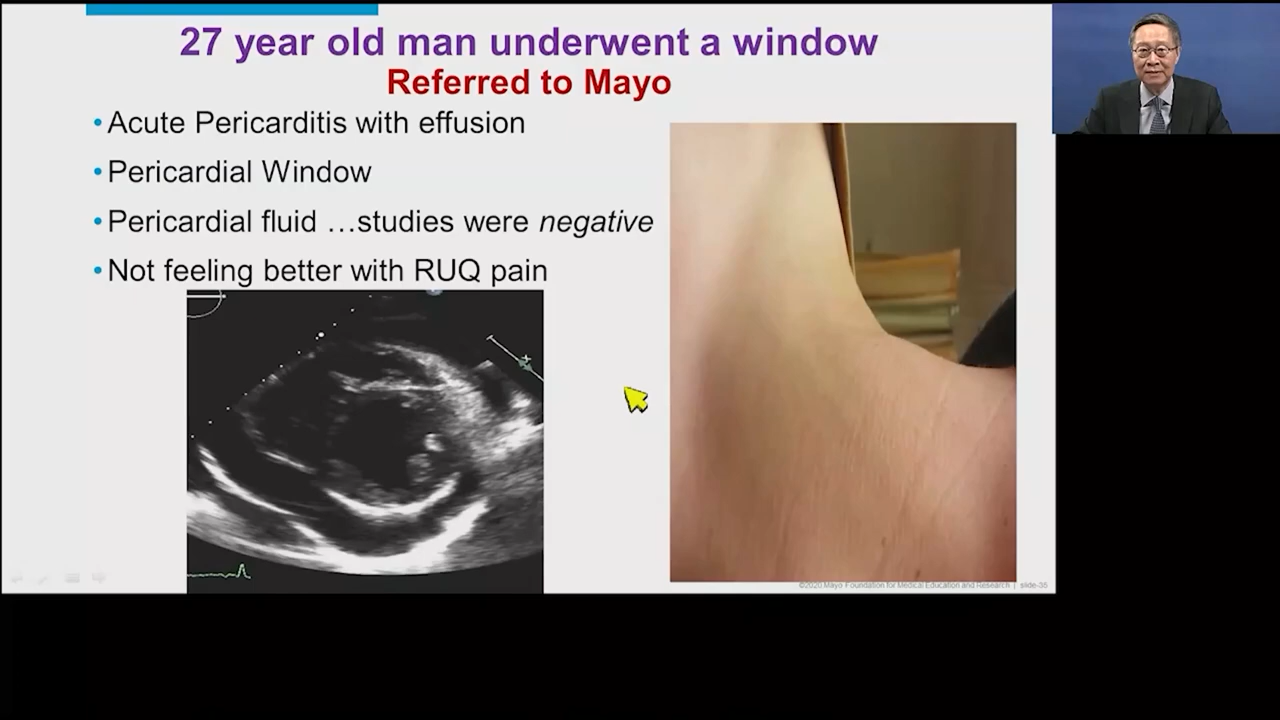 27 year old man underwent a window
Referred to Mayo
•Acute Pericarditis with effusion
•Pericardial Window
•Pericardial fluid …studies were negative
•Not feeling better with RUQ pain
©2020 Mayo Foundation for Medical Education and Research | slide-35